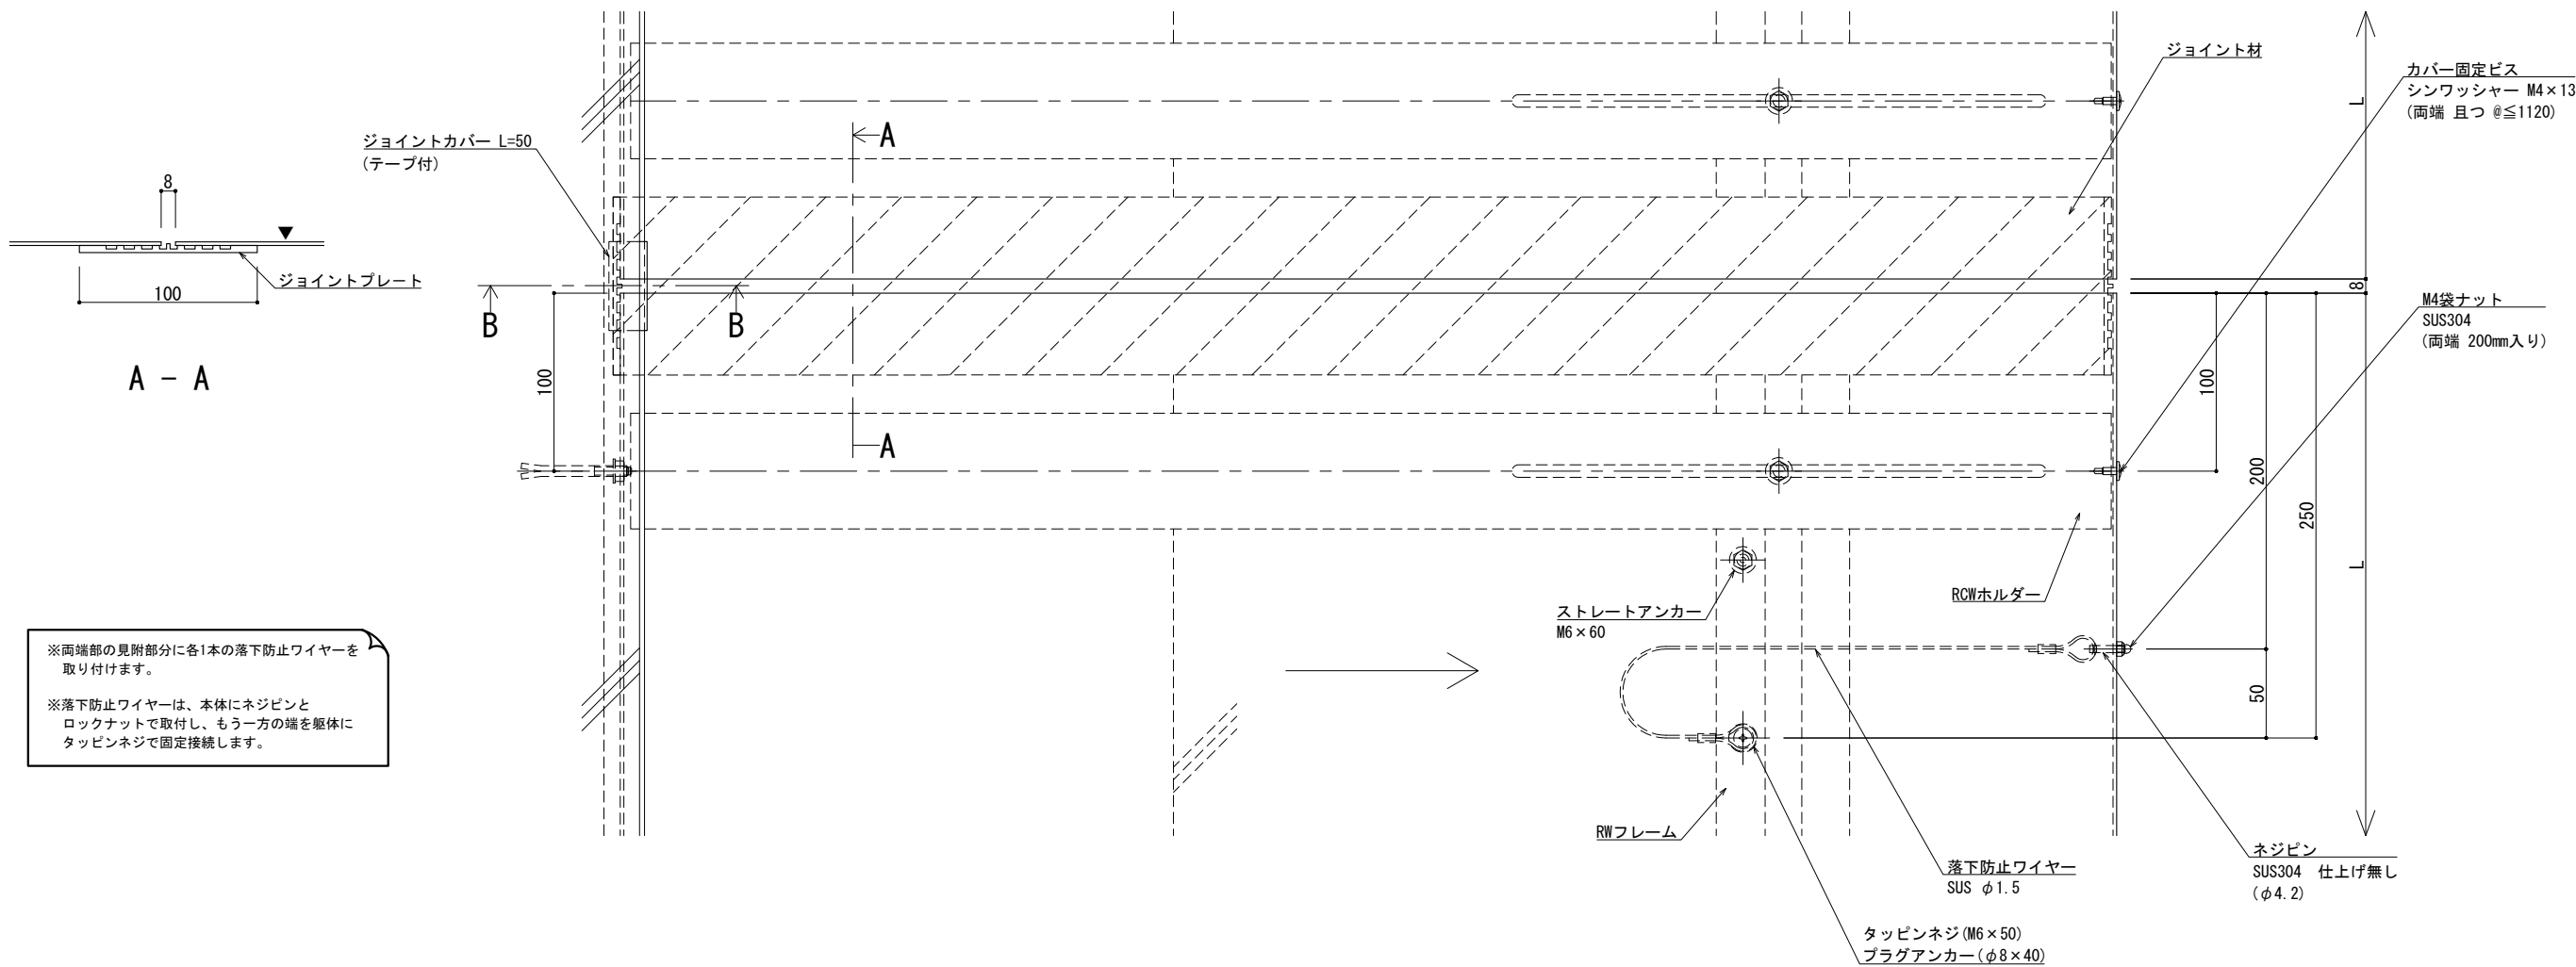 ジョイント材
カバー固定ビス
シンワッシャー M4×13
(両端 且つ @≦1120)
L
ジョイントカバー L=50
(テープ付)
A
8
ジョイントプレート
100
A - A
B
B
8
M4袋ナット
SUS304
(両端 200mm入り)
100
100
A
200
250
L
ストレートアンカー
M6×60
RCWホルダー
※両端部の見附部分に各1本の落下防止ワイヤーを
取り付けます。
※落下防止ワイヤーは、本体にネジピンと
ロックナットで取付し、もう一方の端を躯体に
タッピンネジで固定接続します。
50
RWフレーム
落下防止ワイヤー
SUS φ1.5
ネジピン
SUS304 仕上げ無し
(φ4.2)
タッピンネジ(M6×50)
プラグアンカー(φ8×40)